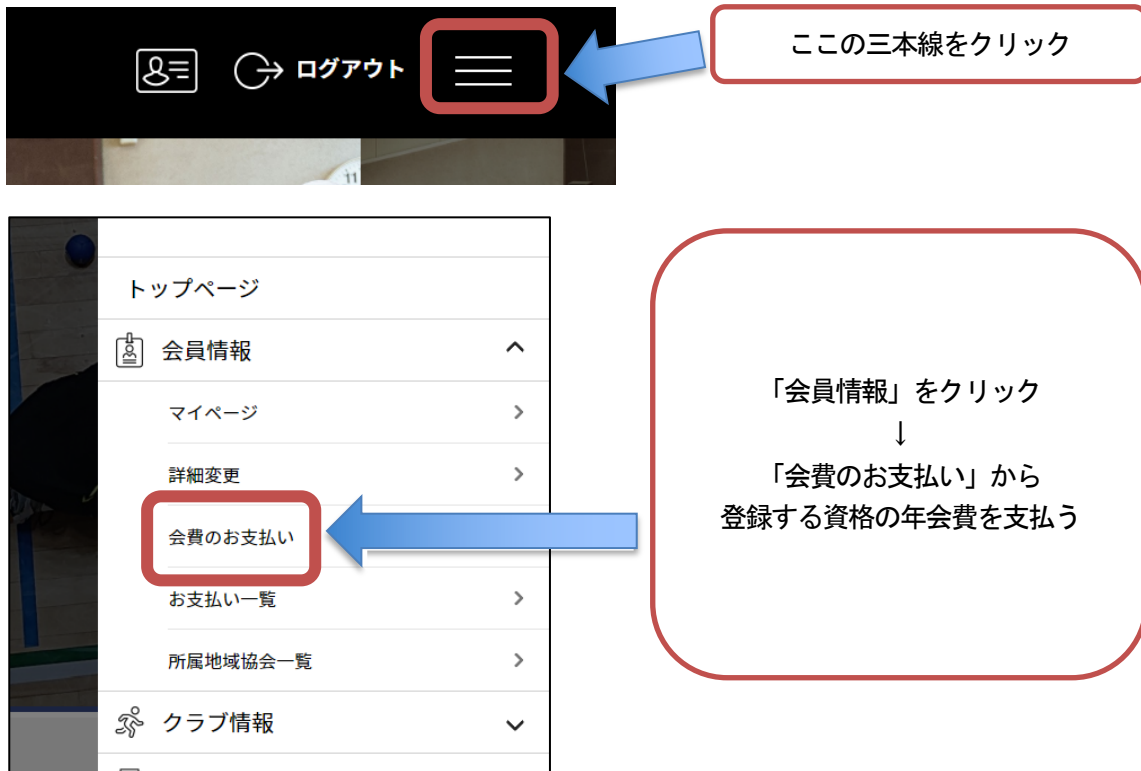 ログアウト
ここの三本線をクリック
11
トップページ
会員情報
マイページ
詳細変更
会費のお支払い
お支払い一覧
所属地域協会一覧
クラブ情報
「会員情報」をクリック
↓
「会費のお支払い」から
登録する資格の年会費を支払う